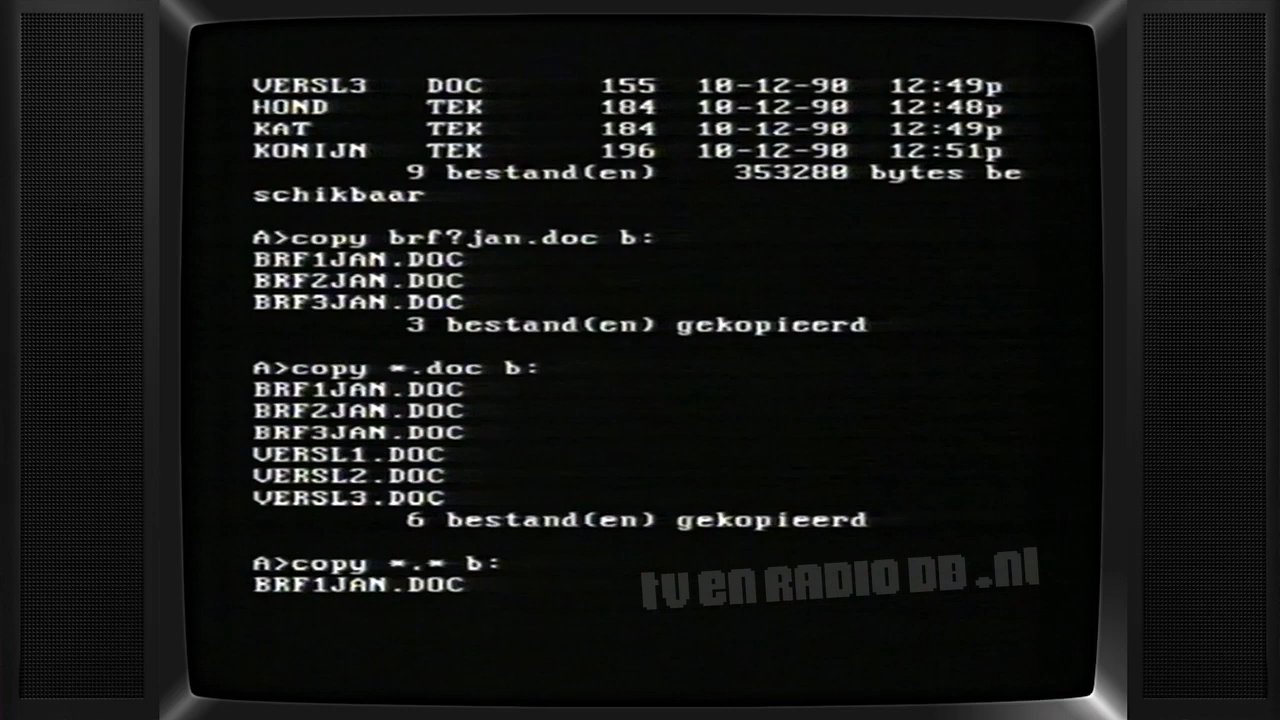 VERSL3 DOC 155 10-12-90 12:49p
HOND TEK 184 10-12-90 12:48p
KAT TEK 184 10-12-90 12:49p
KONIJN TEK 196 10-12-90 12:51p
9 bestand(en) 353280 bytes be
schikbaar
A>copy brf?jan.doc b:
BRF1JAN.DOC
BRF2JAN.DOC
BRF3JAN.DOC
3 bestand(en) gekopieerd
A>copy *.doc b:
BRF1JAN.DOC
BRF2JAN.DOC
BRF3JAN.DOC
VERSL1.DOC
VERSL2.DOC
VERSL3.DOC
6 bestand(en) gekopieerd
A>copy *.* b:
BRF1JAN.DOC
tv en RADIO DB .nl